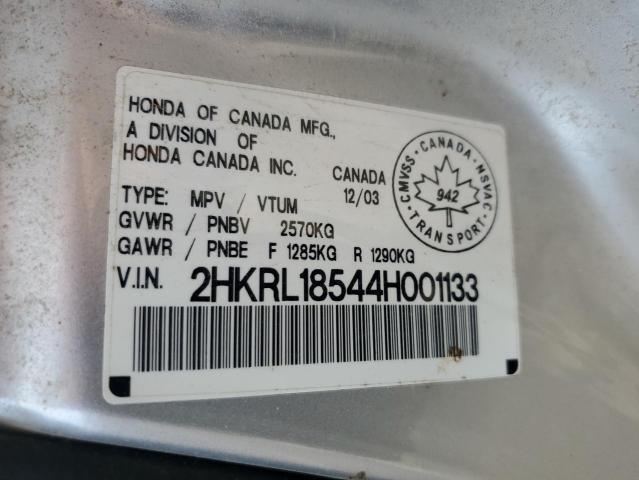 HONDA OF CANADA MFG.,
A DIVISION OF
HONDA CANADA INC.
CANADA
12/03
TYPE: MPV / VTUM
GVWR / PNBV 2570KG
GAWR / PNBE F 1285KG R 1290KG
V.I.N. 2HKRL18544H001133
CMVSS · CANADA · NSVAC
942
· TRANSPORT ·